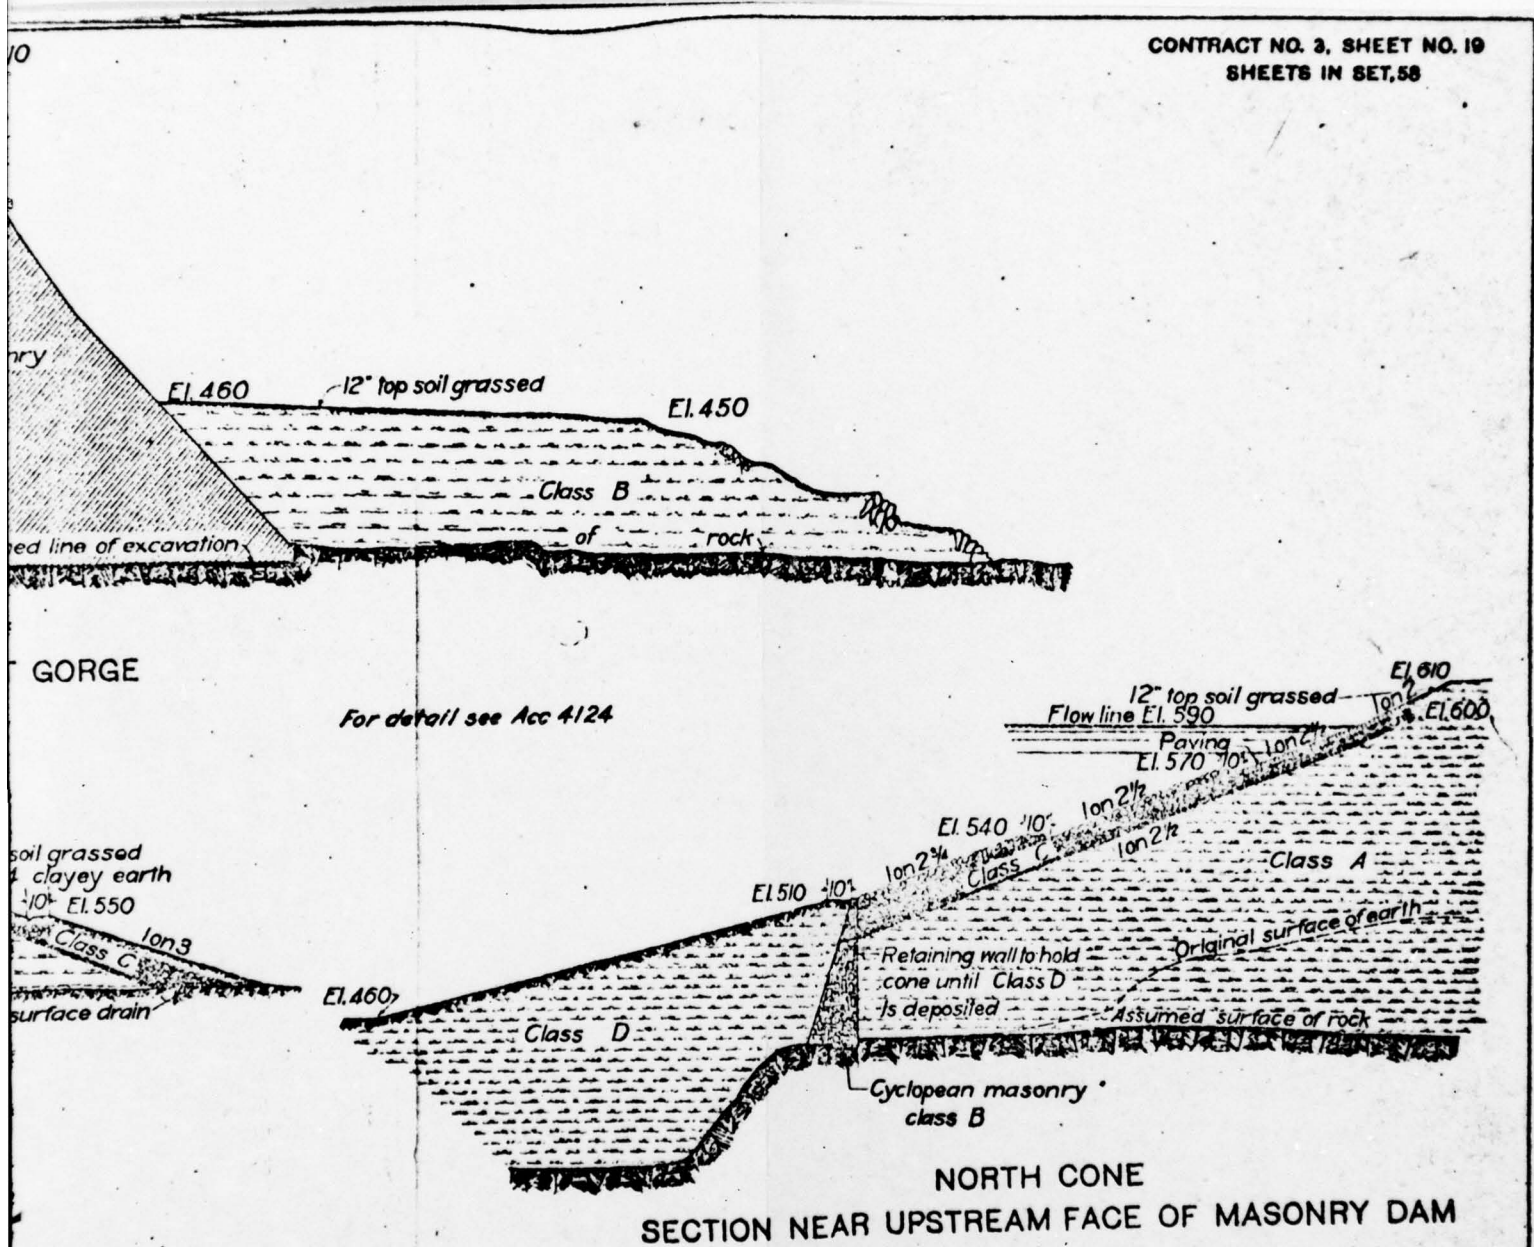 CONTRACT NO. 3, SHEET NO. 19
SHEETS IN SET, 58
10
nry
El. 460
12" top soil grassed
El. 450
Class B
ed line of excavation
of rock
GORGE
For detail see Acc 4124
El. 610
12" top soil grassed
1 on 2
Flow line El. 590
El. 600
Paving
1 on 2½
El. 570
10'
1 on 2½
El. 540
10'
1 on 2½
1 on 2¾
Class C
Class A
El. 510
10'
soil grassed
clayey earth
10'
El. 550
1 on 3
Class C
surface drain
Original surface of earth
Retaining wall to hold
cone until Class D
is deposited
El. 460
Assumed surface of rock
Class D
Cyclopean masonry
class B
NORTH CONE
SECTION NEAR UPSTREAM FACE OF MASONRY DAM